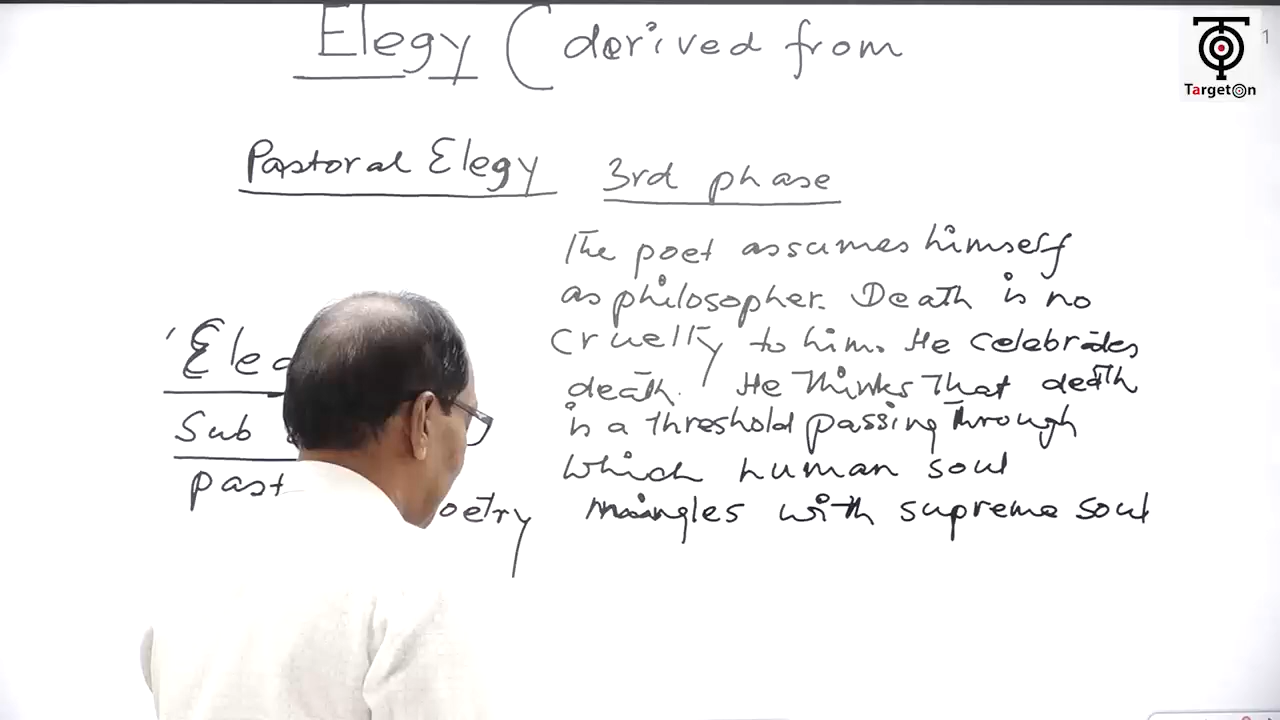 Elegy ( derived from
TargetOn
1
Pastoral Elegy
3rd phase
The poet assumes himself
as philosopher. Death is no
cruelty to him. He celebrates
death. He thinks that death
is a threshold passing through
which human soul
mingles with supreme soul
Sub
past